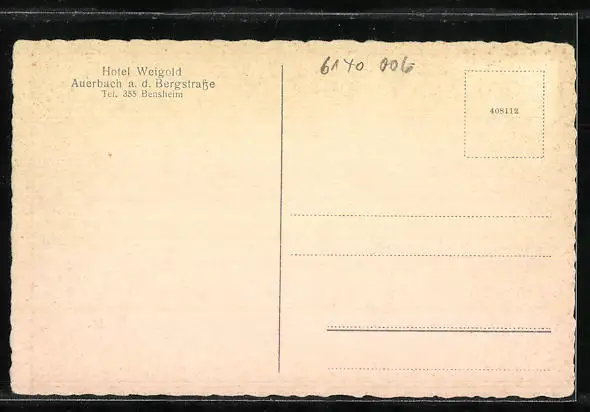 Hotel Weigold
Auerbach a. d. Bergstraße
Tel. 355 Bensheim
6140 006
408112